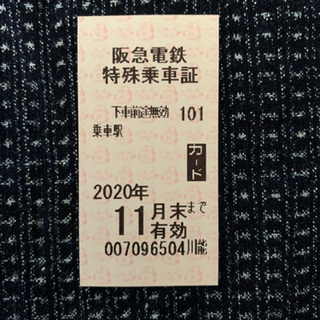 阪急電鉄
特殊乗車証
下車前途無効 101
乗車駅
カード
2020年
11月末まで
有効
007096504川能